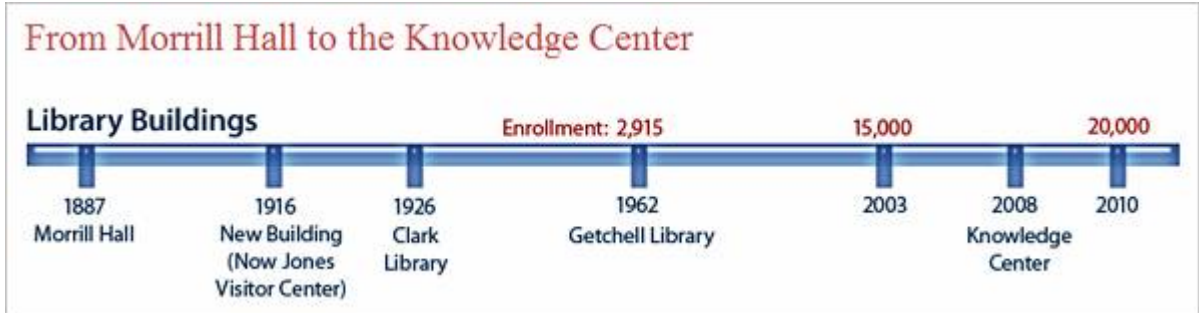 From Morrill Hall to the Knowledge Center
Library Buildings
Enrollment: 2,915
15,000
20,000
1887
Morrill Hall
1916
New Building
(Now Jones
Visitor Center)
1926
Clark
Library
1962
Getchell Library
2003
2008
Knowledge
Center
2010